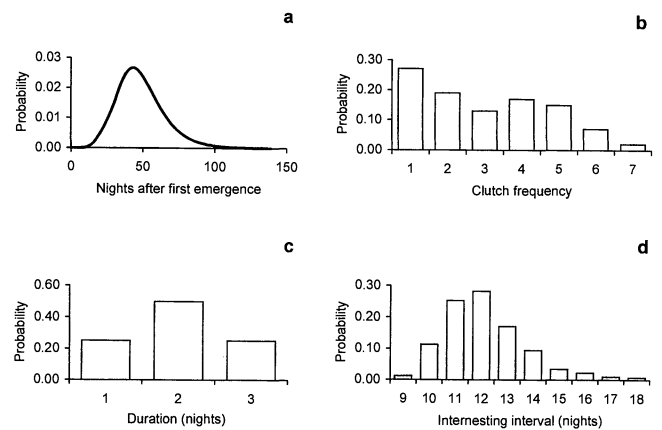 a
0.03
0.02
0.01
0.00
Probability
0 50 100 150
Nights after first emergence
b
0.30
0.20
0.10
0.00
Probability
1 2 3 4 5 6 7
Clutch frequency
c
0.60
0.40
0.20
0.00
Probability
1 2 3
Duration (nights)
d
0.30
0.20
0.10
0.00
Probability
9 10 11 12 13 14 15 16 17 18
Internesting interval (nights)